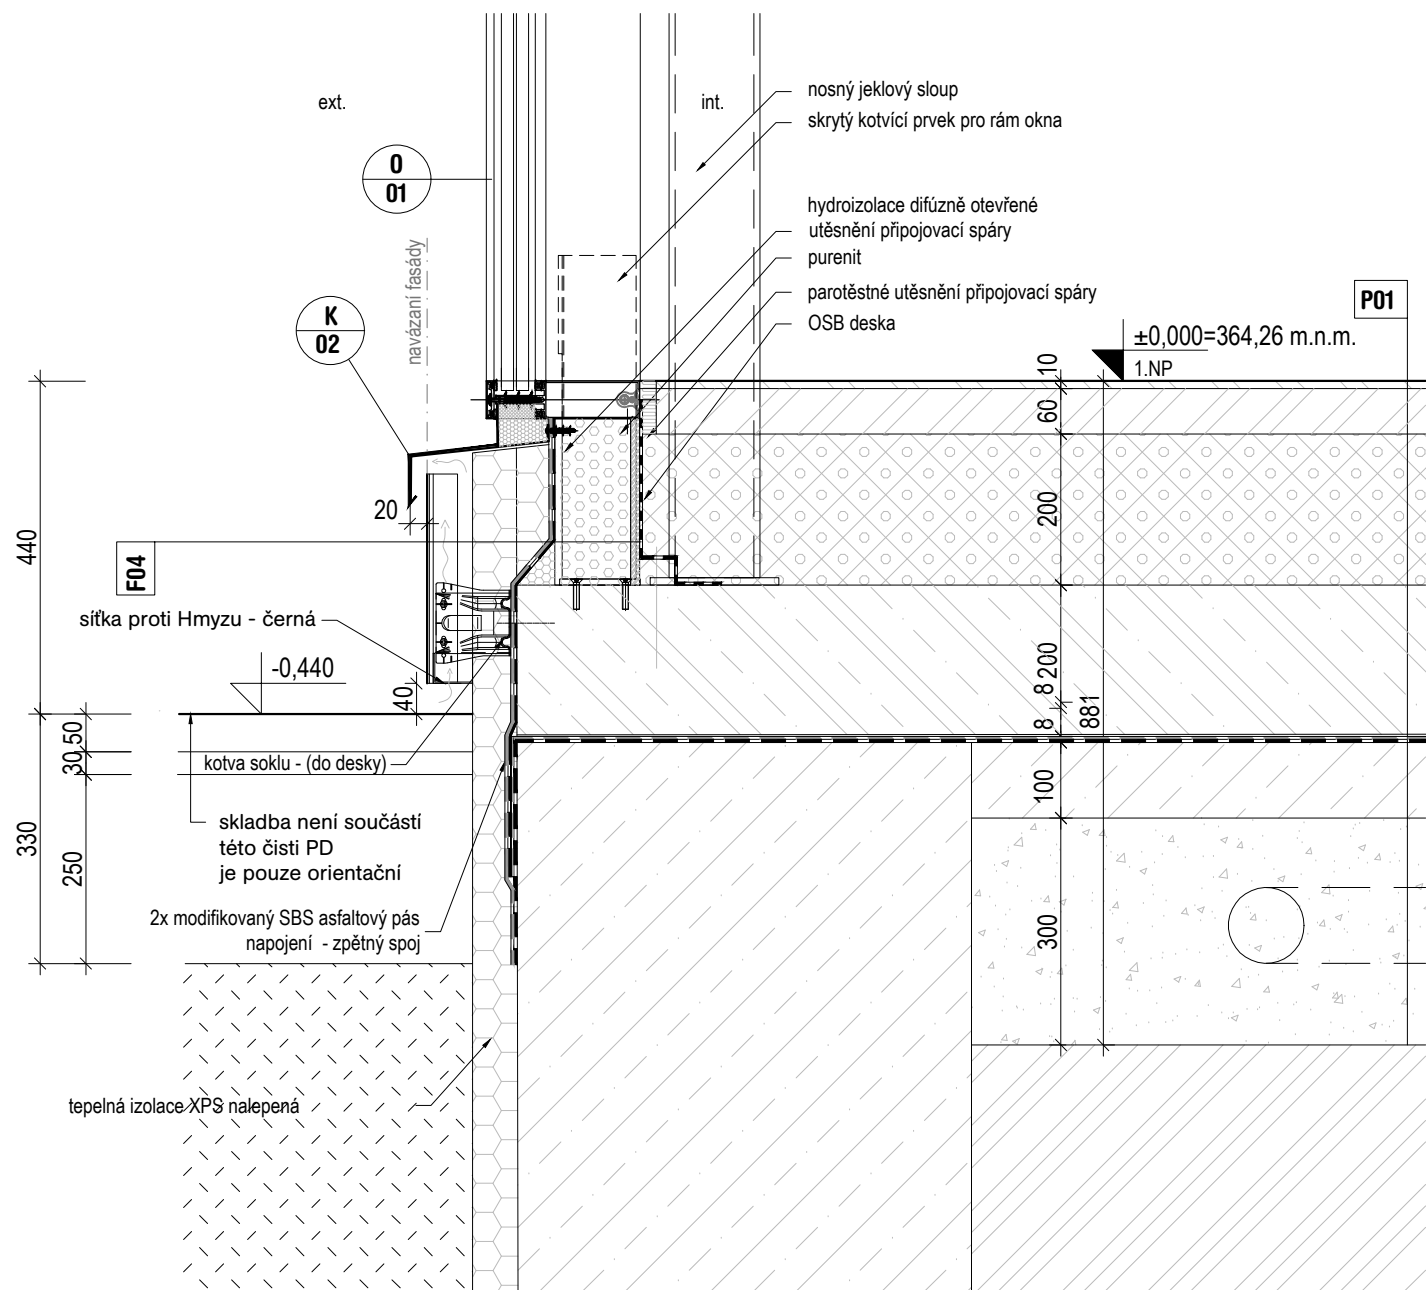 ext.
int.
nosný jeklový sloup
skrytý kotvící prvek pro rám okna
O
01
hydroizolace difúzně otevřené
utěsnění připojovací spáry
purenit
parotěstné utěsnění připojovací spáry
OSB deska
navázaní fasády
K
02
P01
±0,000=364,26 m.n.m.
1.NP
10
60
200
200
8
8
881
100
300
20
440
F04
síťka proti Hmyzu - černá
-0,440
40
50
30
330
250
kotva soklu - (do desky)
skladba není součástí
této čisti PD
je pouze orientační
2x modifikovaný SBS asfaltový pás
napojení - zpětný spoj
tepelná izolace XPS nalepená